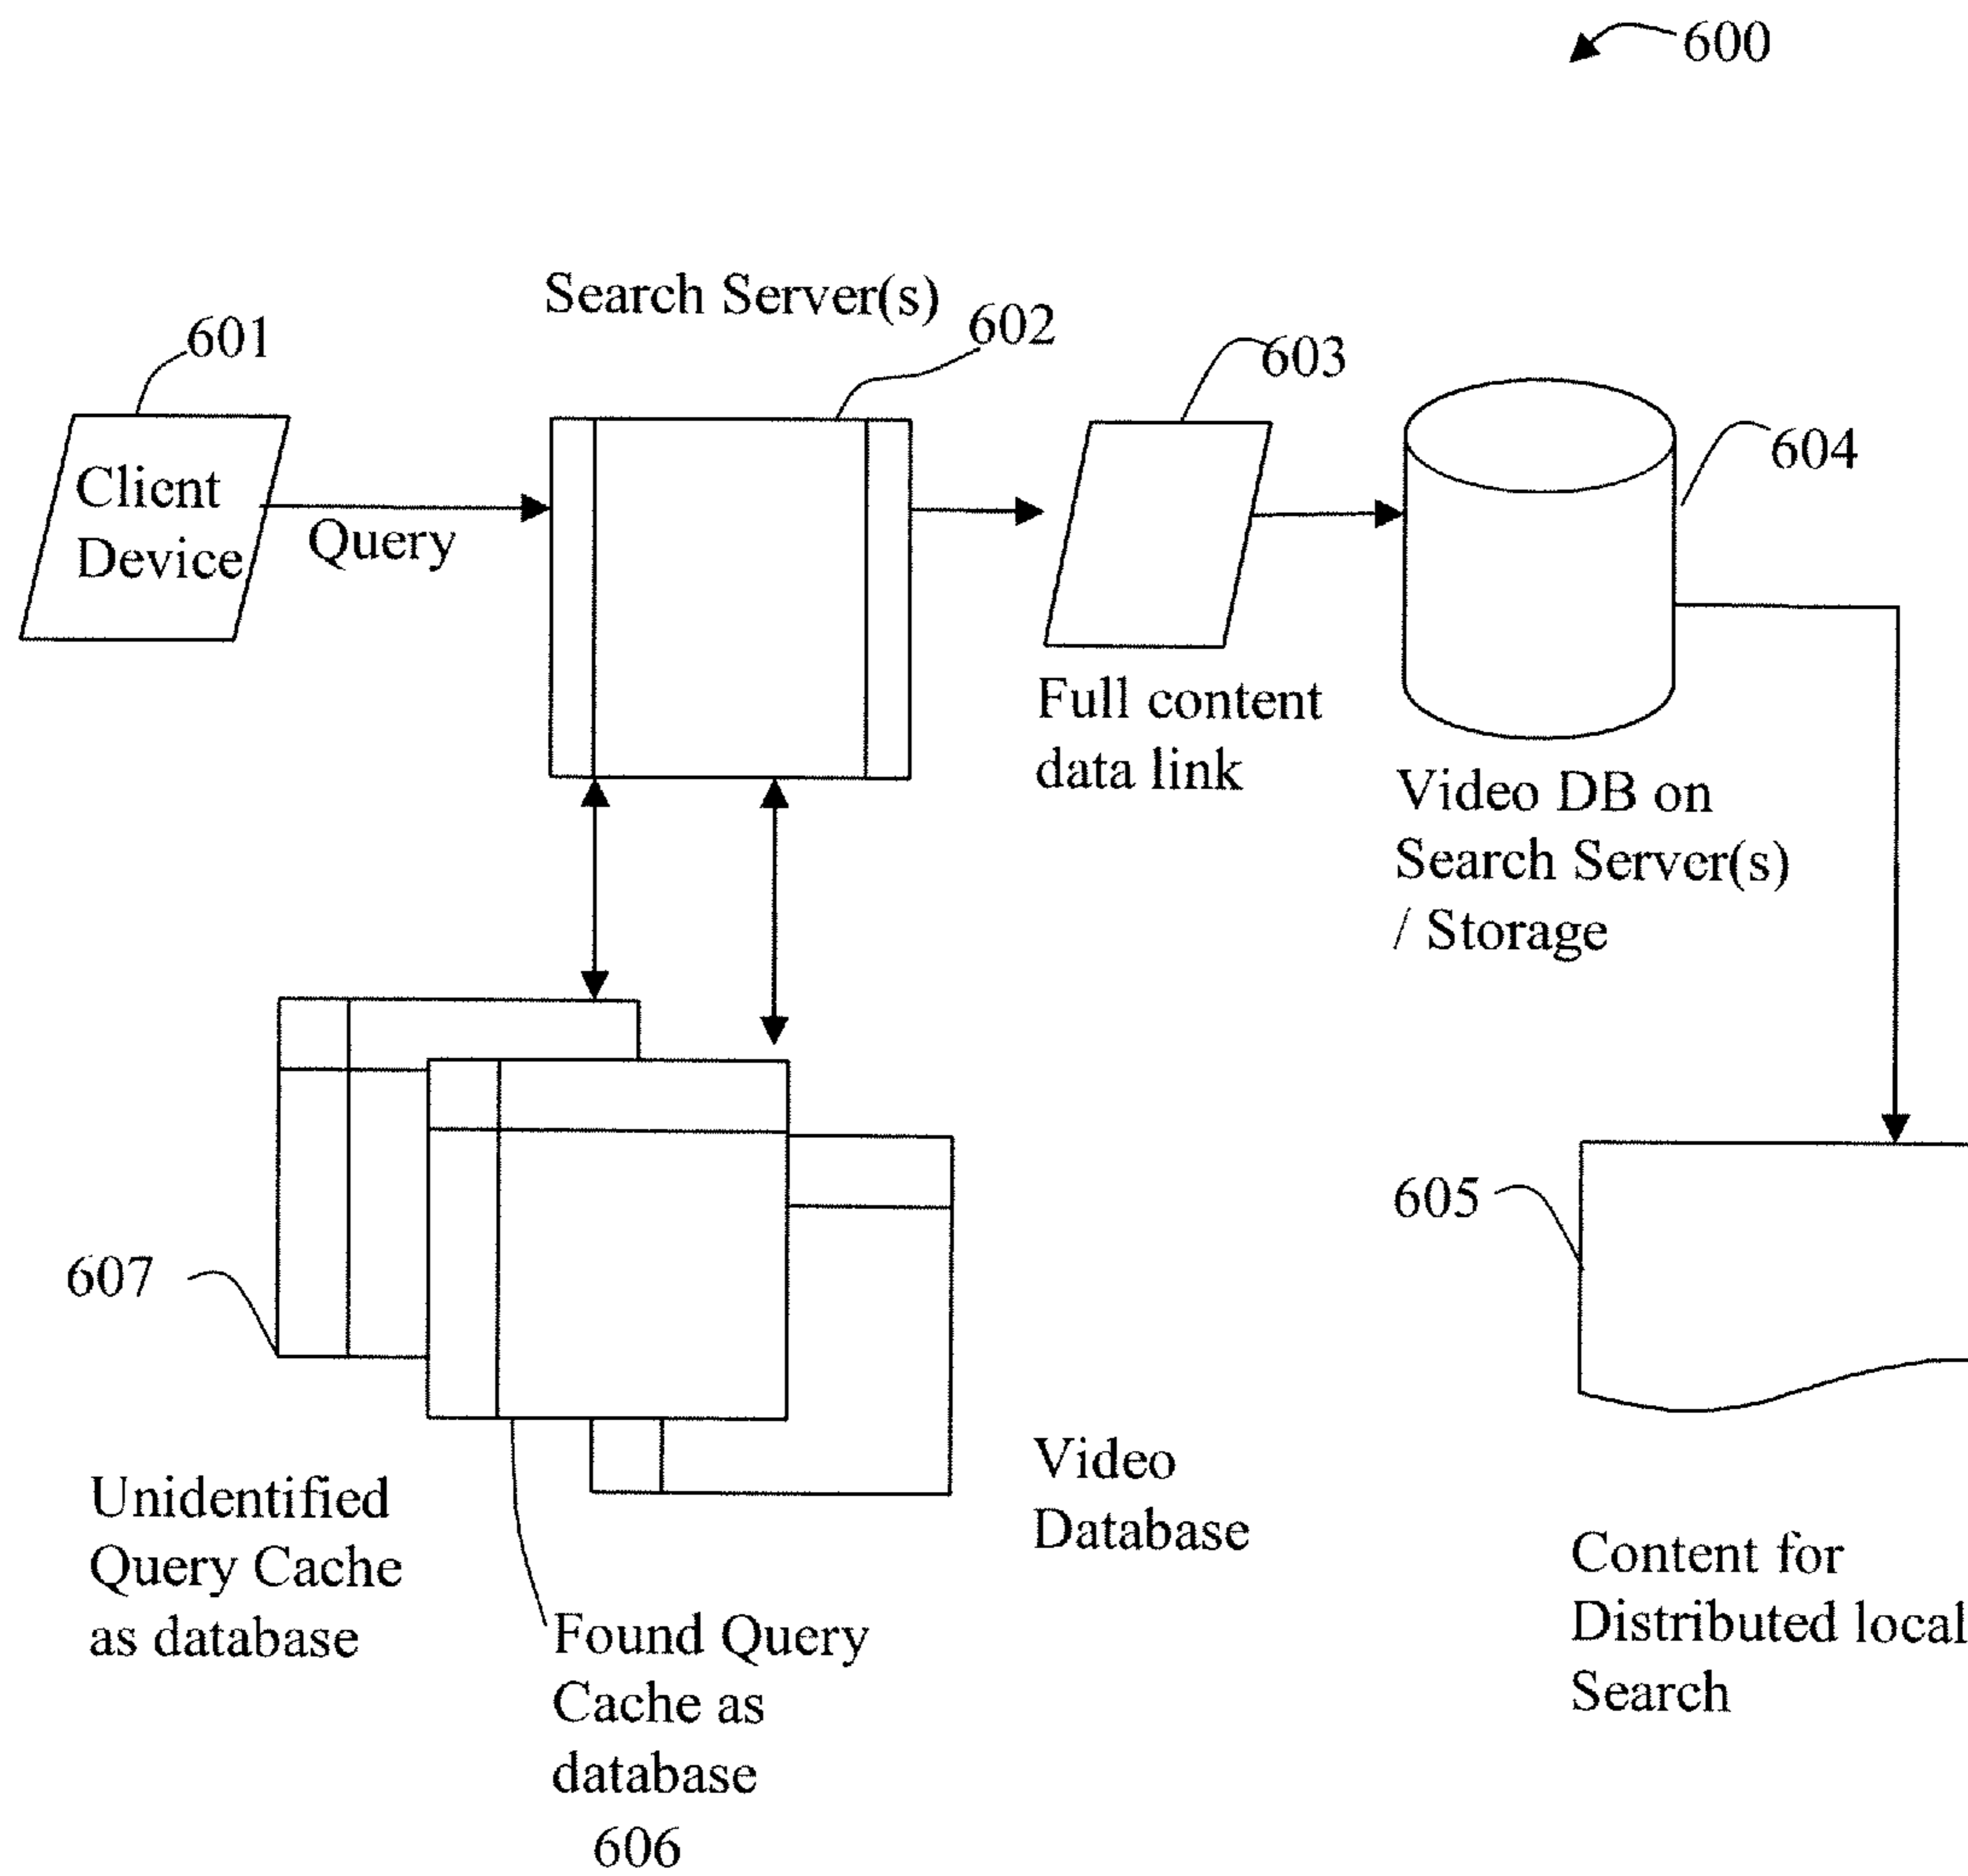 600
Search Server(s)
601
602
603
604
Client
Device
Query
Full content
data link
Video DB on
Search Server(s)
/ Storage
605
607
Unidentified
Query Cache
as database
Found Query
Cache as
database
606
Video
Database
Content for
Distributed local
Search